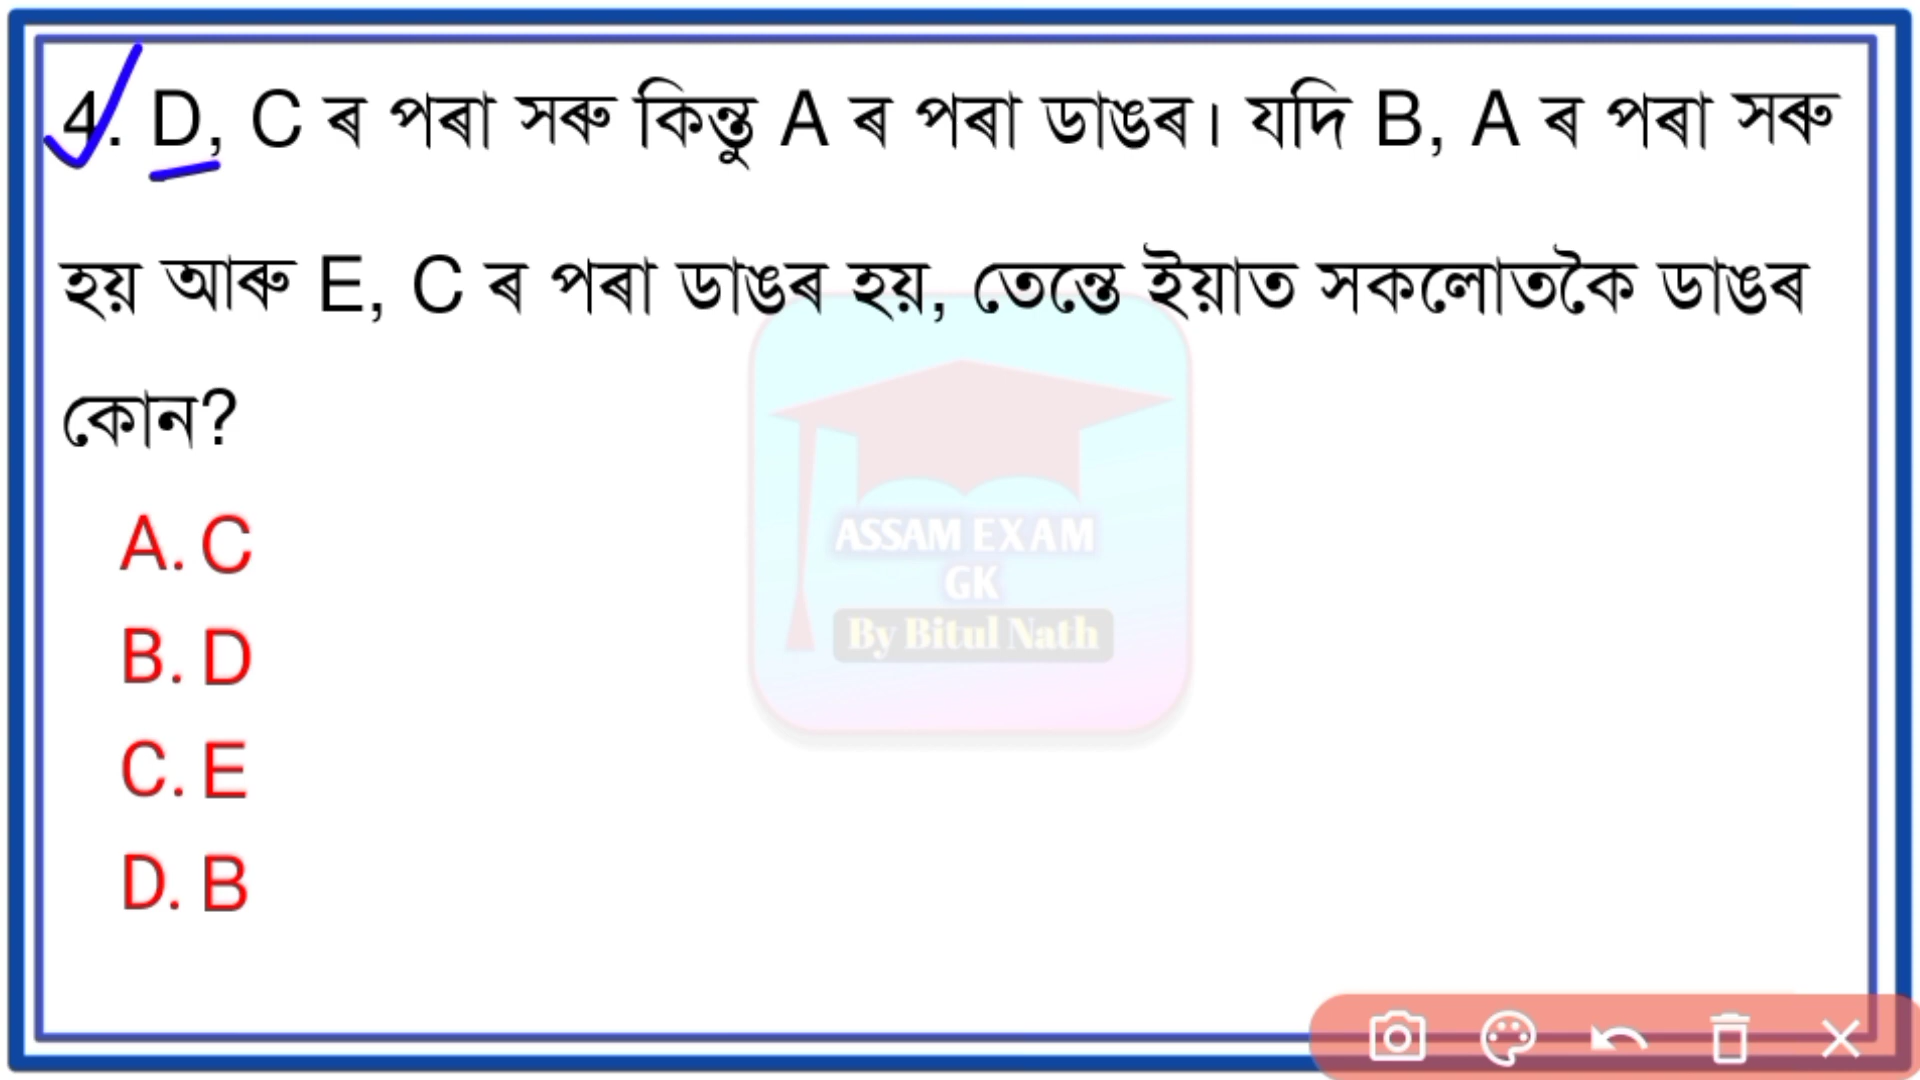 4. D, C ৰ পৰা সৰু কিন্তু A ৰ পৰা ডাঙৰ। যদি B, A ৰ পৰা সৰু
হয় আৰু E, C ৰ পৰা ডাঙৰ হয়, তেন্তে ইয়াত সকলোতকৈ ডাঙৰ
কোন?
A. C
B. D
C. E
D. B
ASSAM EXAM
GK
By Bitul Nath